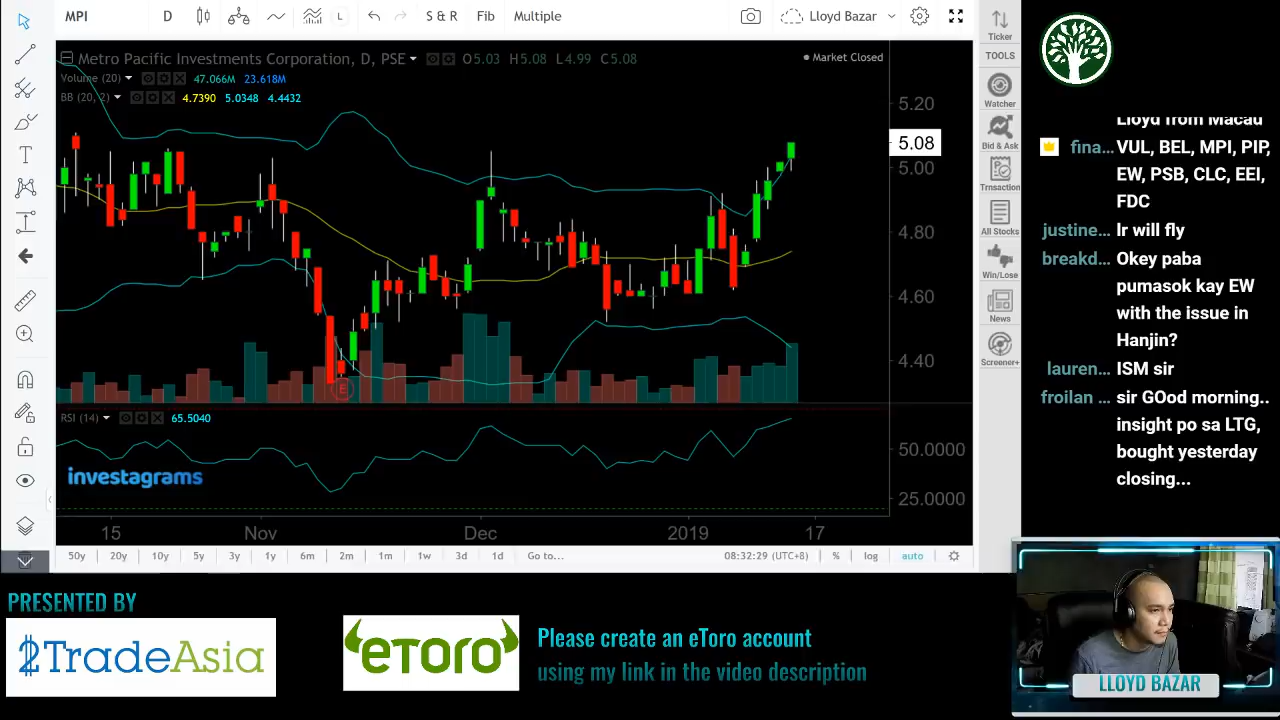 MPI
D
L
S & R
Fib
Multiple
Lloyd Bazar
Metro Pacific Investments Corporation, D, PSE
O5.03 H5.08 L4.99 C5.08
Market Closed
Volume (20)
47.066M 23.618M
BB (20, 2)
4.7390 5.0348 4.4432
5.20
5.08
5.00
4.80
4.60
4.40
E
RSI (14)
65.5040
50.0000
25.0000
investagrams
15 Nov Dec 2019 17
50y 20y 10y 5y 3y 1y 6m 2m 1m 1w 3d 1d Go to...
08:32:29 (UTC+8) % log auto
Ticker
TOOLS
Watcher
Bid & Ask
Trnsaction
All Stocks
Win/Lose
News
Screener+
Lloyd from Macau
fina... VUL, BEL, MPI, PIP,
EW, PSB, CLC, EEI,
FDC
justine... Ir will fly
breakd... Okey paba
pumasok kay EW
with the issue in
Hanjin?
lauren... ISM sir
froilan ... sir GOod morning..
insight po sa LTG,
bought yesterday
closing...
PRESENTED BY
2TradeAsia
eToro
Please create an eToro account
using my link in the video description
LLOYD BAZAR